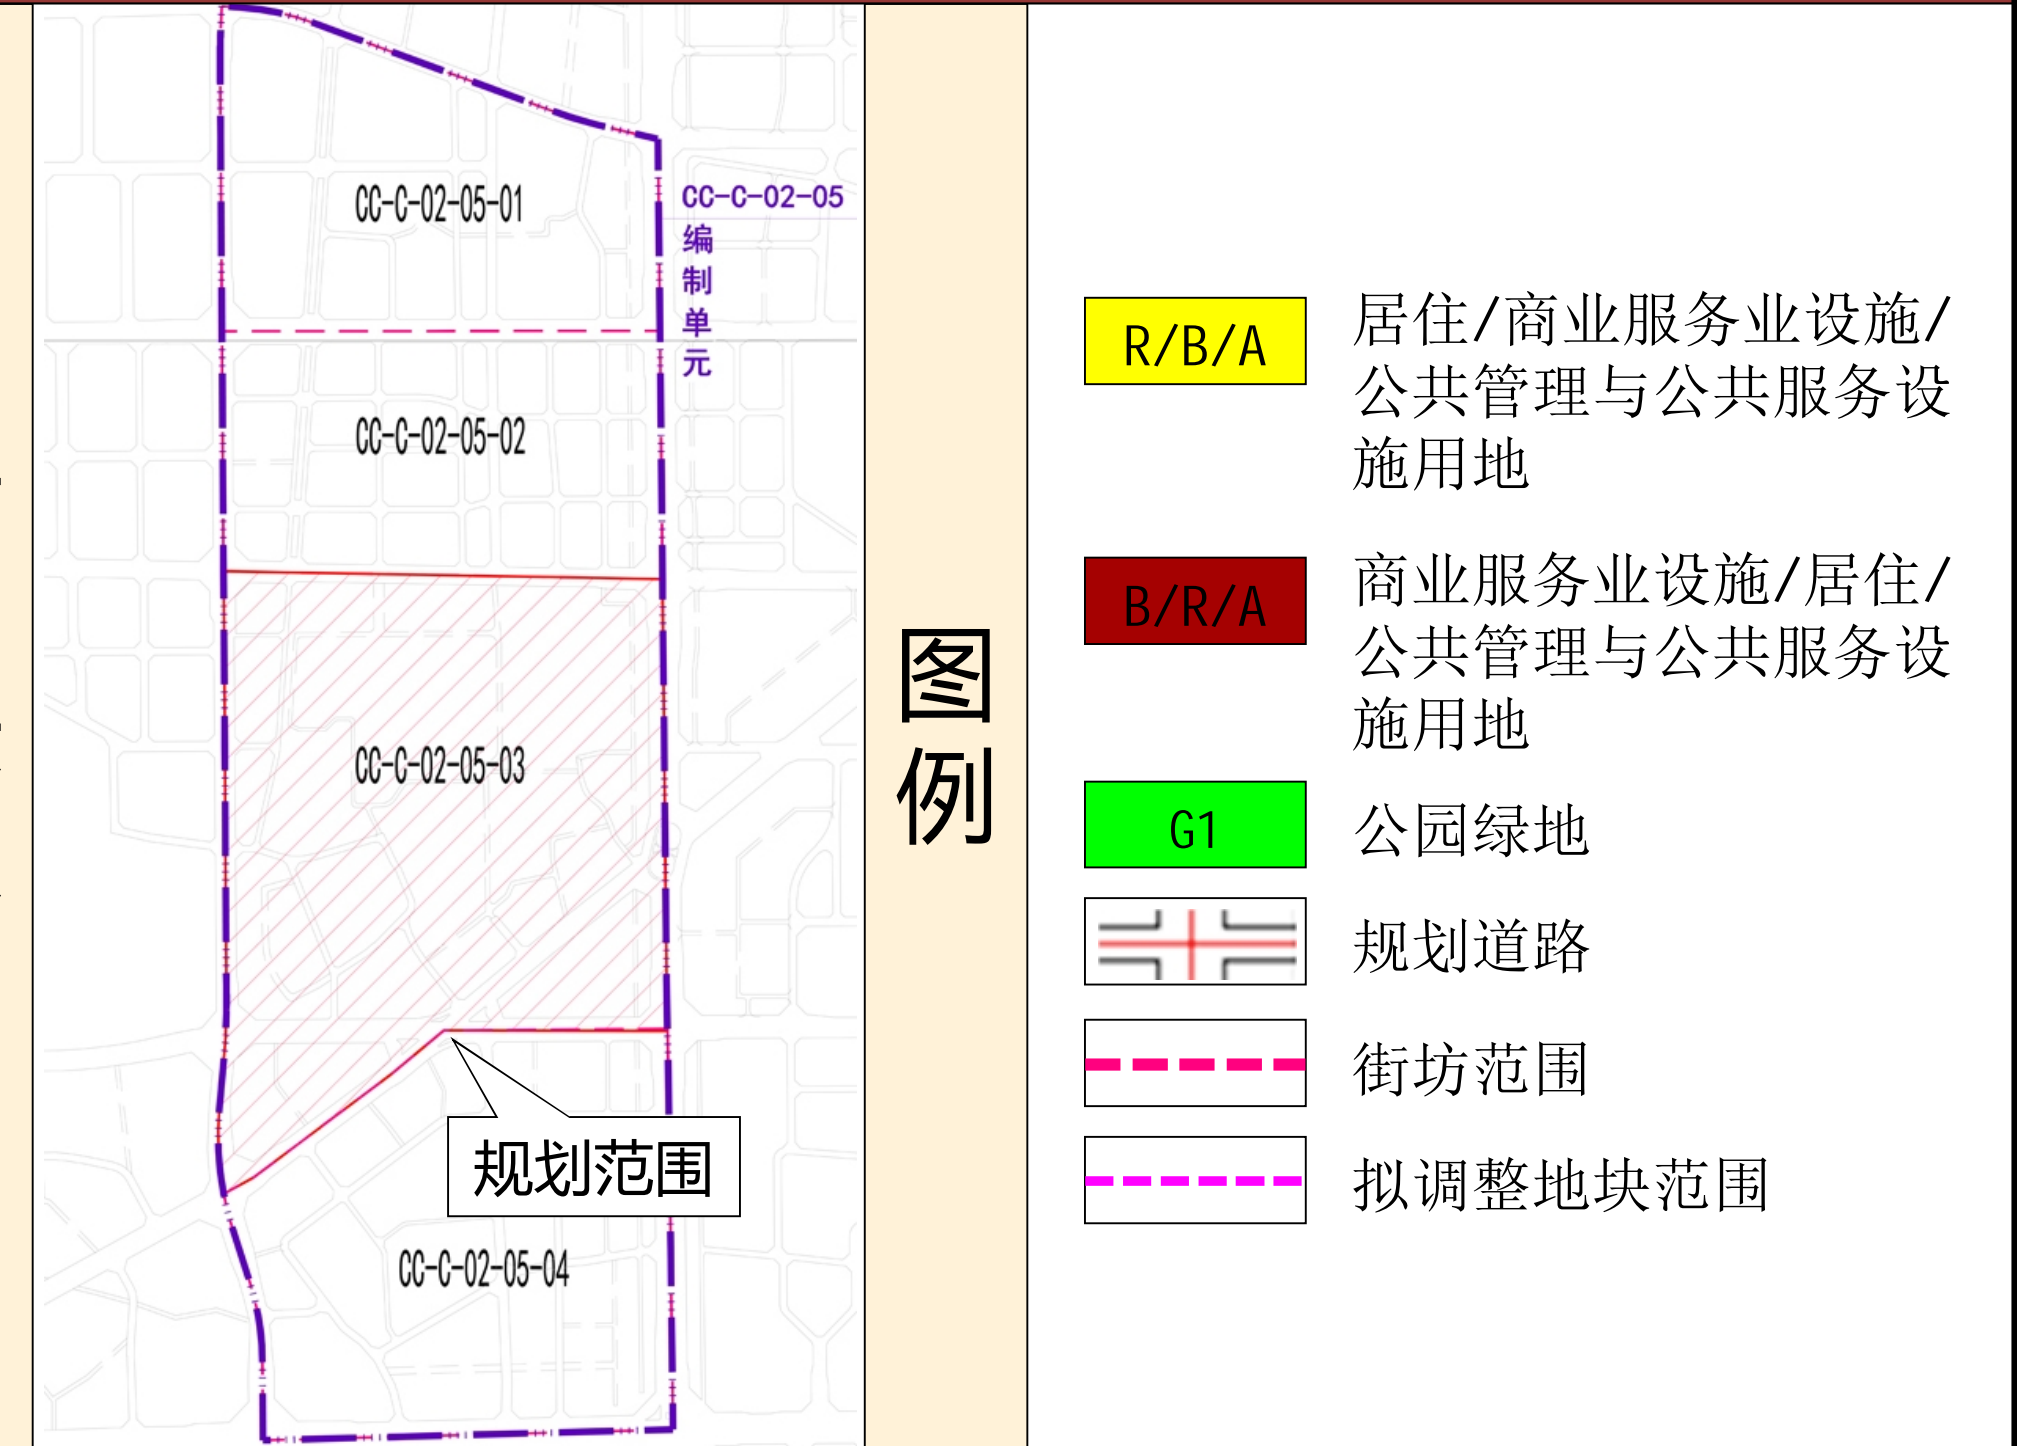 CC-C-02-05-01
CC-C-02-05
编
制
单
元
CC-C-02-05-02
CC-C-02-05-03
规划范围
CC-C-02-05-04
图
例
R/B/A
居住/商业服务业设施/
公共管理与公共服务设
施用地
B/R/A
商业服务业设施/居住/
公共管理与公共服务设
施用地
G1
公园绿地
规划道路
街坊范围
拟调整地块范围